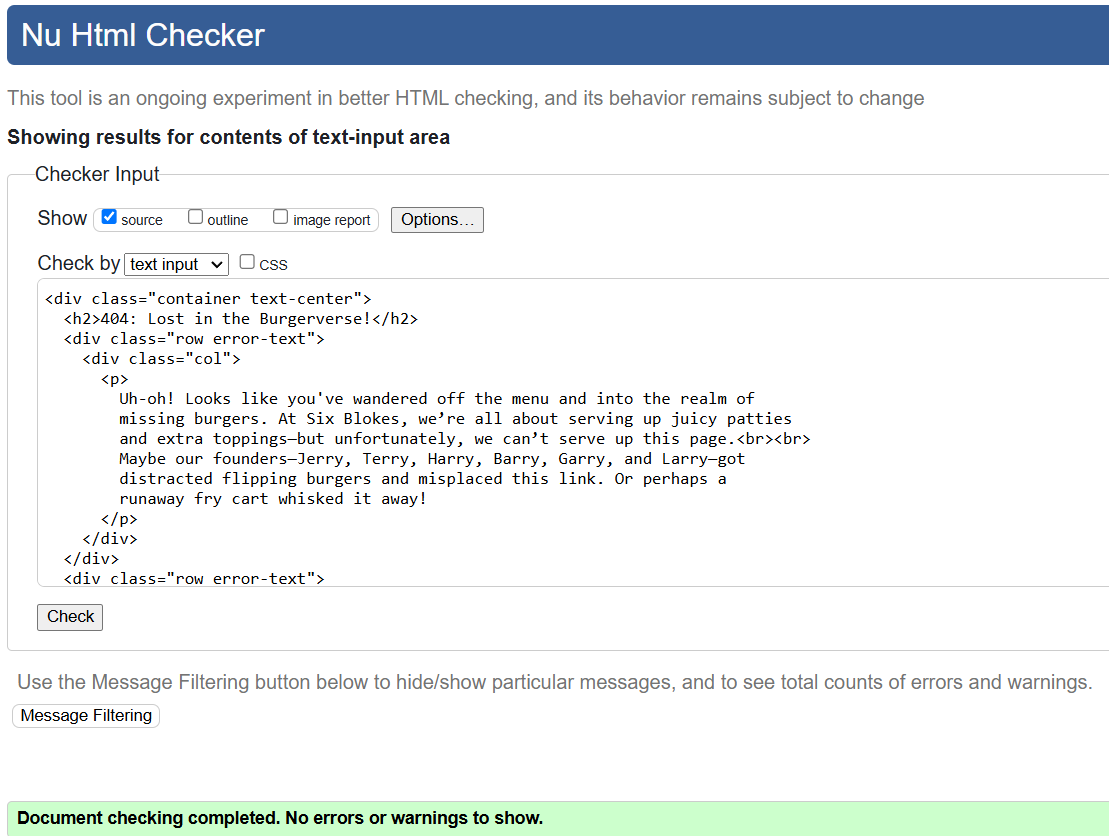 Nu Html Checker
This tool is an ongoing experiment in better HTML checking, and its behavior remains subject to change
Showing results for contents of text-input area
Checker Input
Show source outline image report Options...
Check by text input CSS
<div class="container text-center">
  <h2>404: Lost in the Burgerverse!</h2>
  <div class="row error-text">
    <div class="col">
      <p>
        Uh-oh! Looks like you've wandered off the menu and into the realm of
        missing burgers. At Six Blokes, we’re all about serving up juicy patties
        and extra toppings—but unfortunately, we can’t serve up this page.<br><br>
        Maybe our founders—Jerry, Terry, Harry, Barry, Garry, and Larry—got
        distracted flipping burgers and misplaced this link. Or perhaps a
        runaway fry cart whisked it away!
      </p>
    </div>
  </div>
  <div class="row error-text">
Check
Use the Message Filtering button below to hide/show particular messages, and to see total counts of errors and warnings.
Message Filtering
Document checking completed. No errors or warnings to show.